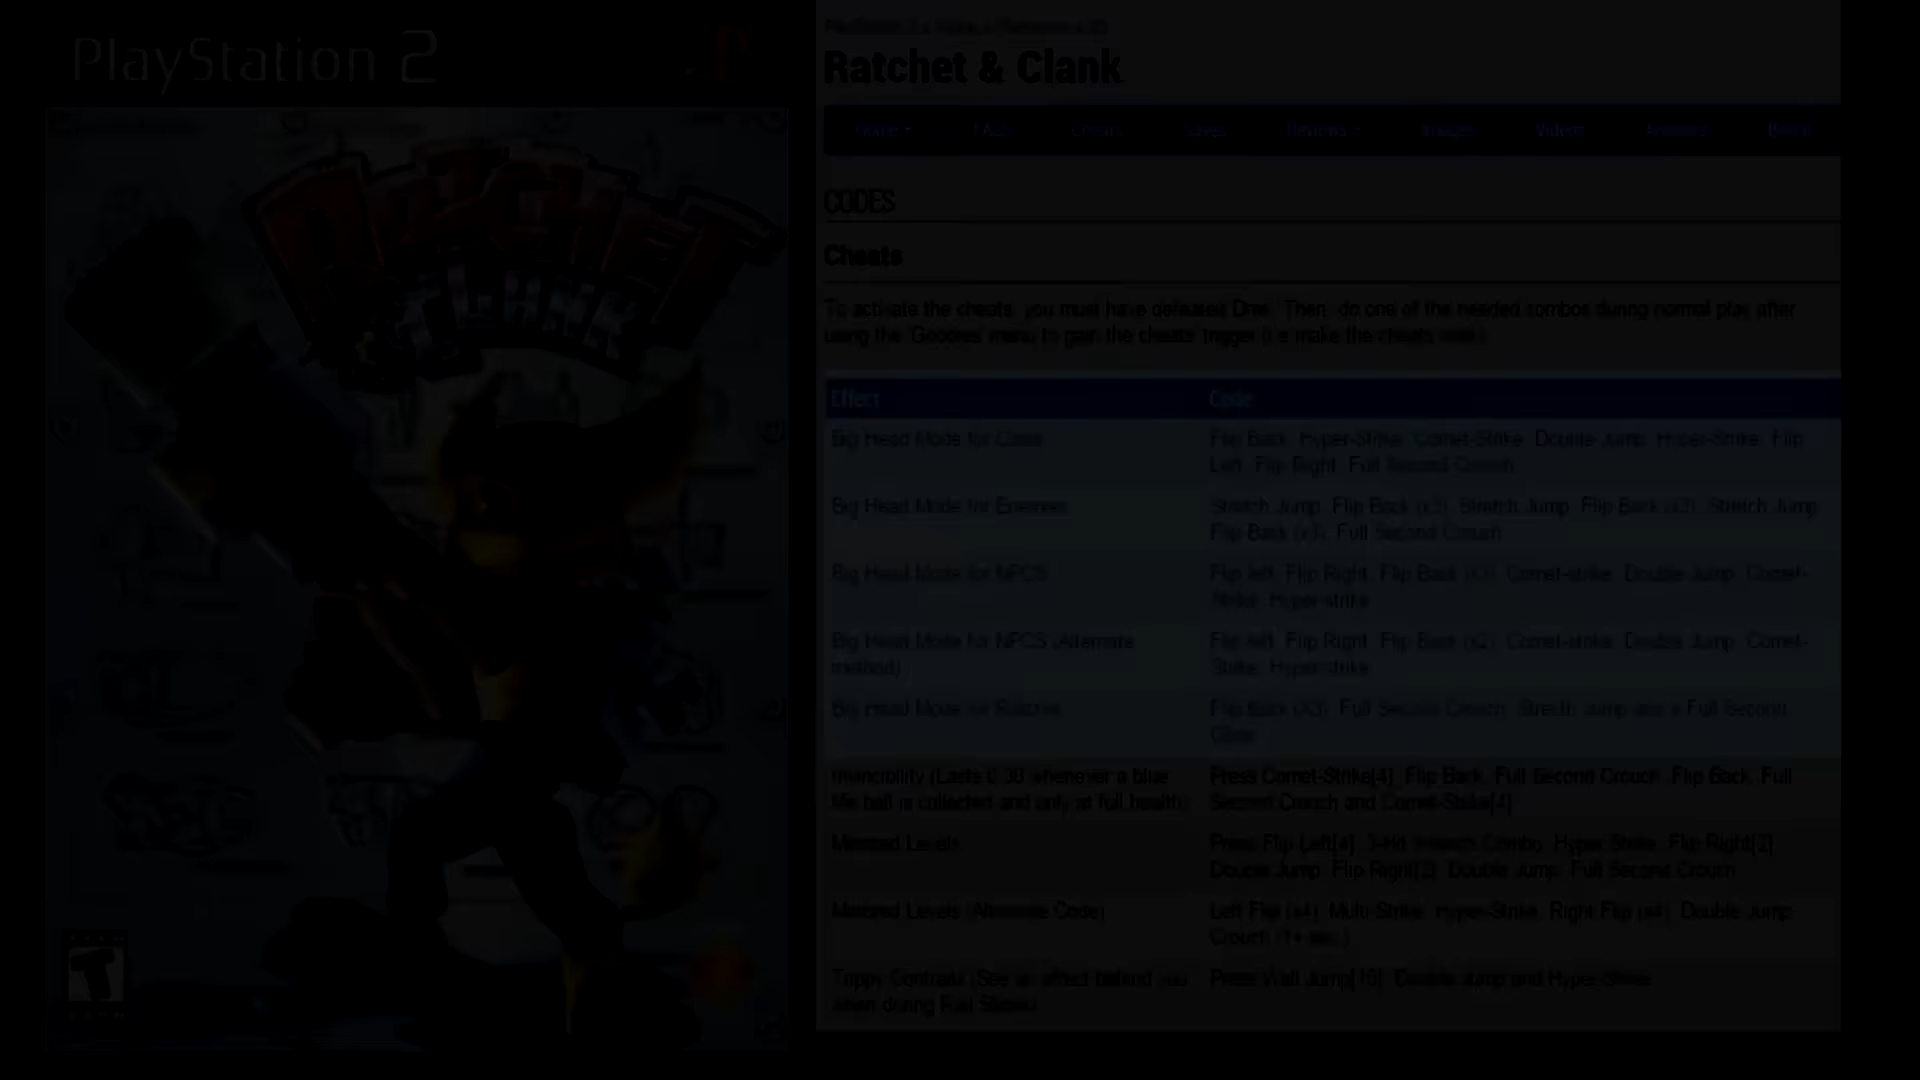 PlayStation 2
Ratchet & Clank
Home FAQs Cheats Saves Reviews Images Videos Answers Board
CODES
Cheats
To activate the cheats, you must have defeated Drek. Then, do one of the needed combos during normal play after
using the 'Goodies' menu to gain the cheats' trigger (i.e make the cheats work)
RATCHET
& CLANK
Effect Code
Big Head Mode for Clank Flip Back, Hyper-Strike, Comet-Strike, Double Jump, Hyper-Strike, Flip
Left, Flip Right, Full Second Crouch
Big Head Mode for Enemies Stretch Jump, Flip Back (x3), Stretch Jump, Flip Back (x3), Stretch Jump,
Flip Back (x3), Full Second Crouch
Big Head Mode for NPCS Flip left, Flip Right, Flip Back Comet-strike, Double Jump, Comet-
Strike, Hyper-strike
Big Head Mode for NPCS (Alternate Flip left, Flip Right, Flip Back (x2), Comet-strike, Double Jump, Comet-
method) Strike, Hyper-strike
Big Head Mode for Ratchet Flip Back (X3), Full Second Crouch, Stretch Jump and a Full Second
Glide
Invincibility (Lasts 0:30 whenever a blue Press Comet-Strike[4], Flip Back, Full Second Crouch, Flip Back, Full
life ball is collected and only at full health) Second Crouch and Comet-Strike[4]
Mirrored Levels Press Flip Left[4], 3-Hit Wrench Combo, Hyper Strike, Flip Right[2],
Double Jump, Flip Right[2], Double Jump, Full Second Crouch
Mirrored Levels (Alternate Code) Left Flip (x4), Multi-Strike, Hyper-Strike, Right Flip (x4), Double Jump,
Crouch (1+ sec.)
Trippy Contrails (See an effect behind you Press Wall Jump[10], Double Jump and Hyper-Strike
when during Rail Slides)
T